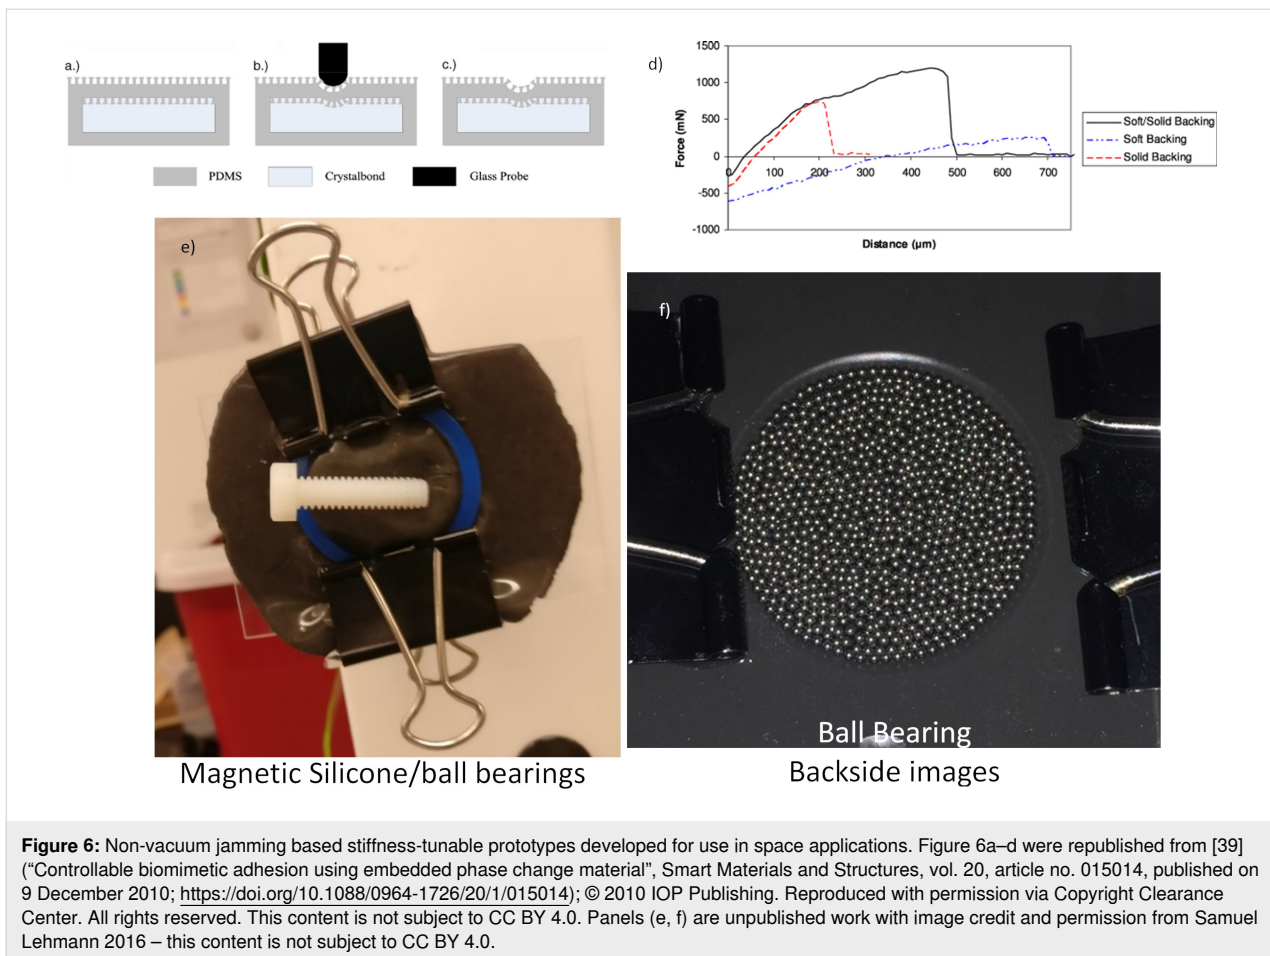 a.)
b.)
c.)
PDMS
Crystalbond
Glass Probe
d)
1500
1000
500
0
-500
-1000
0
100
200
300
400
500
600
700
Force (mN)
Distance (µm)
Soft/Solid Backing
Soft Backing
Solid Backing
e)
Magnetic Silicone/ball bearings
f)
Ball Bearing
Backside images
Figure 6: Non-vacuum jamming based stiffness-tunable prototypes developed for use in space applications. Figure 6a–d were republished from [39]
(“Controllable biomimetic adhesion using embedded phase change material”, Smart Materials and Structures, vol. 20, article no. 015014, published on
9 December 2010; https://doi.org/10.1088/0964-1726/20/1/015014); © 2010 IOP Publishing. Reproduced with permission via Copyright Clearance
Center. All rights reserved. This content is not subject to CC BY 4.0. Panels (e, f) are unpublished work with image credit and permission from Samuel
Lehmann 2016 – this content is not subject to CC BY 4.0.